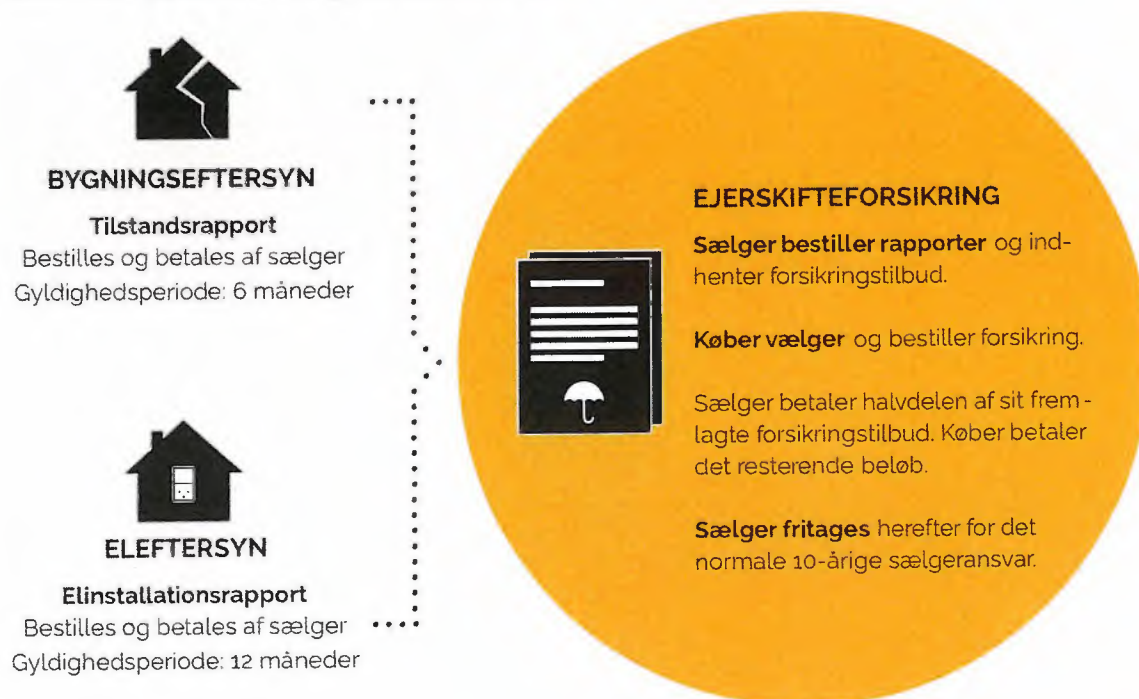 BYGNINGSEFTERSYN
Tilstandsrapport
Bestilles og betales af sælger
Gyldighedsperiode: 6 måneder
ELEFTERSYN
Elinstallationsrapport
Bestilles og betales af sælger
Gyldighedsperiode: 12 måneder
EJERSKIFTEFORSIKRING
Sælger bestiller rapporter og ind-
henter forsikringstilbud.
Køber vælger og bestiller forsikring.
Sælger betaler halvdelen af sit frem-
lagte forsikringstilbud. Køber betaler
det resterende beløb.
Sælger fritages herefter for det
normale 10-årige sælgeransvar.